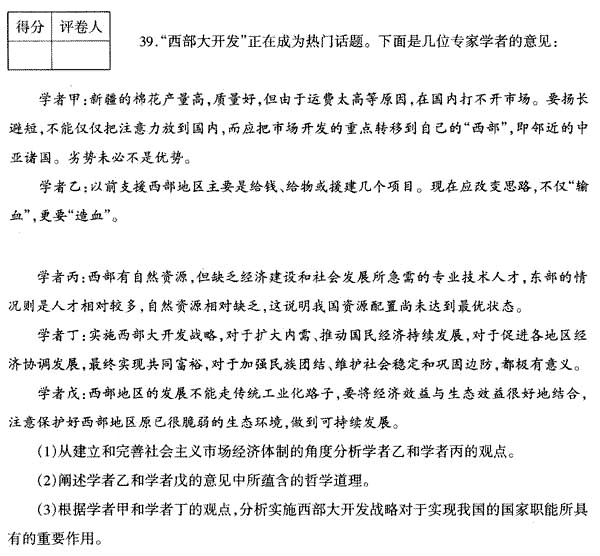 得分 评卷人
39.“西部大开发”正在成为热门话题。下面是几位专家学者的意见：
学者甲：新疆的棉花产量高，质量好，但由于运费太高等原因，在国内打不开市场。要扬长
避短，不能仅仅把注意力放到国内，而应把市场开发的重点转移到自己的“西部”，即邻近的中
亚诸国。劣势未必不是优势。
学者乙：以前支援西部地区主要是给钱、给物或援建几个项目。现在应改变思路，不仅“输
血”，更要“造血”。
学者丙：西部有自然资源，但缺乏经济建设和社会发展所急需的专业技术人才，东部的情
况则是人才相对较多，自然资源相对缺乏，这说明我国资源配置尚未达到最优状态。
学者丁：实施西部大开发战略，对于扩大内需、推动国民经济持续发展，对于促进各地区经
济协调发展，最终实现共同富裕，对于加强民族团结、维护社会稳定和巩固边防，都极有意义。
学者戊：西部地区的发展不能走传统工业化路子，要将经济效益与生态效益很好地结合，
注意保护好西部地区原已很脆弱的生态环境，做到可持续发展。
(1)从建立和完善社会主义市场经济体制的角度分析学者乙和学者丙的观点。
(2)阐述学者乙和学者戊的意见中所蕴含的哲学道理。
(3)根据学者甲和学者丁的观点，分析实施西部大开发战略对于实现我国的国家职能所具
有的重要作用。